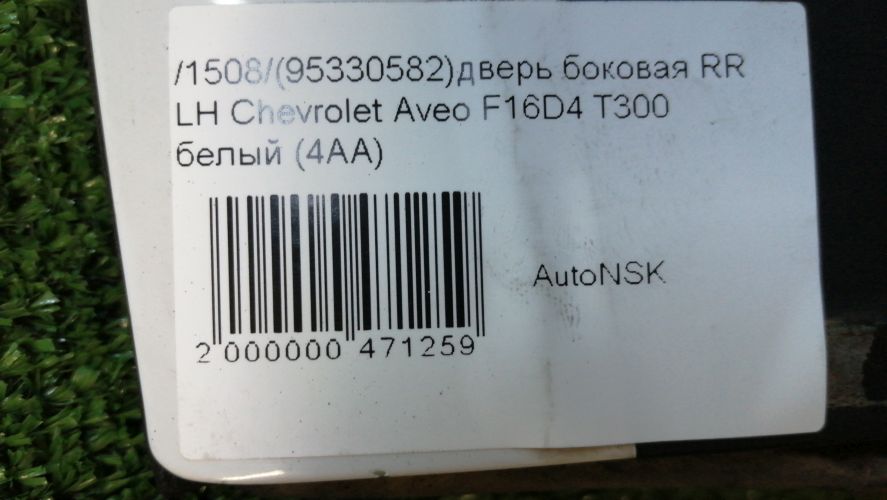 /1508/(95330582)дверь боковая RR
LH Chevrolet Aveo F16D4 T300
белый (4AA)
AutoNSK
2 000000 471259